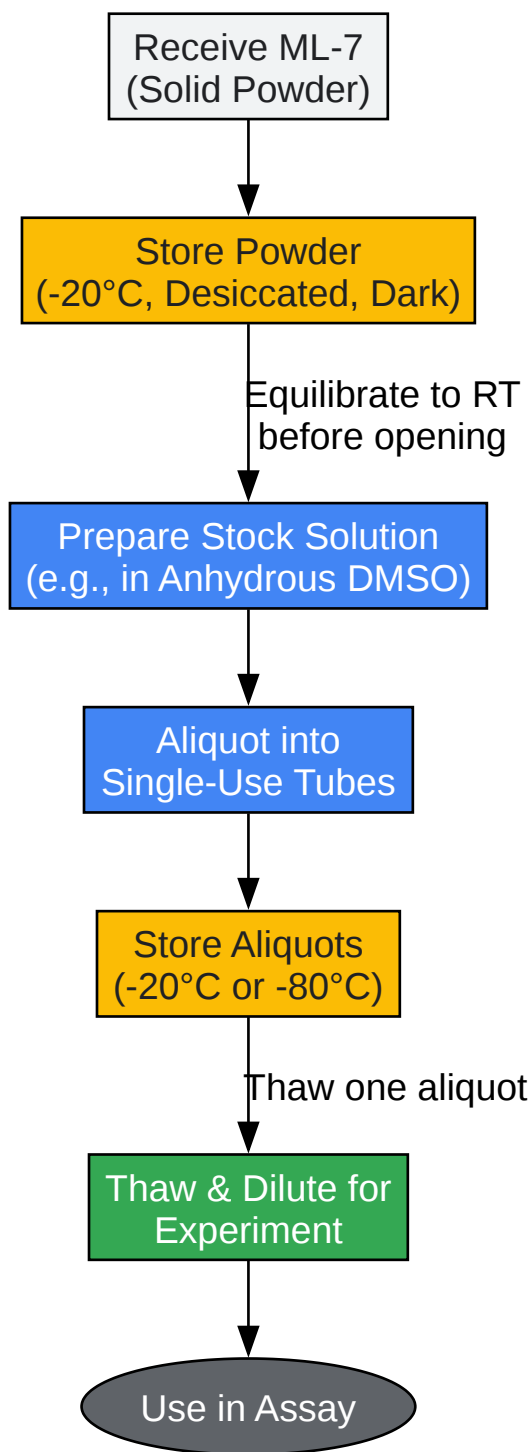 Receive ML-7
(Solid Powder)
Store Powder
(-20°C, Desiccated, Dark)
Equilibrate to RT
before opening
Prepare Stock Solution
(e.g., in Anhydrous DMSO)
Aliquot into
Single-Use Tubes
Store Aliquots
(-20°C or -80°C)
Thaw one aliquot
Thaw & Dilute for
Experiment
Use in Assay